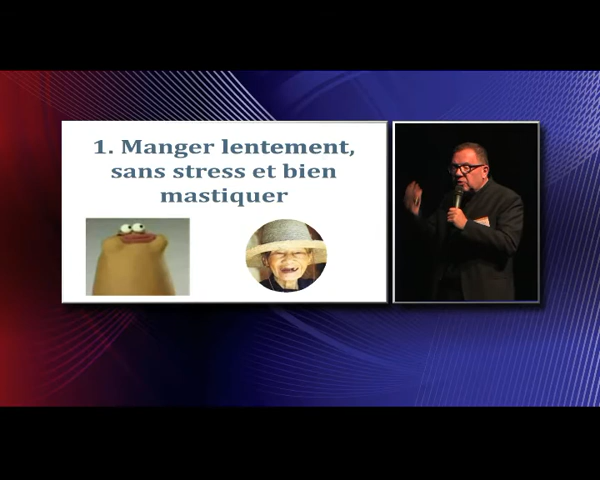 1. Manger lentement,
sans stress et bien
mastiquer